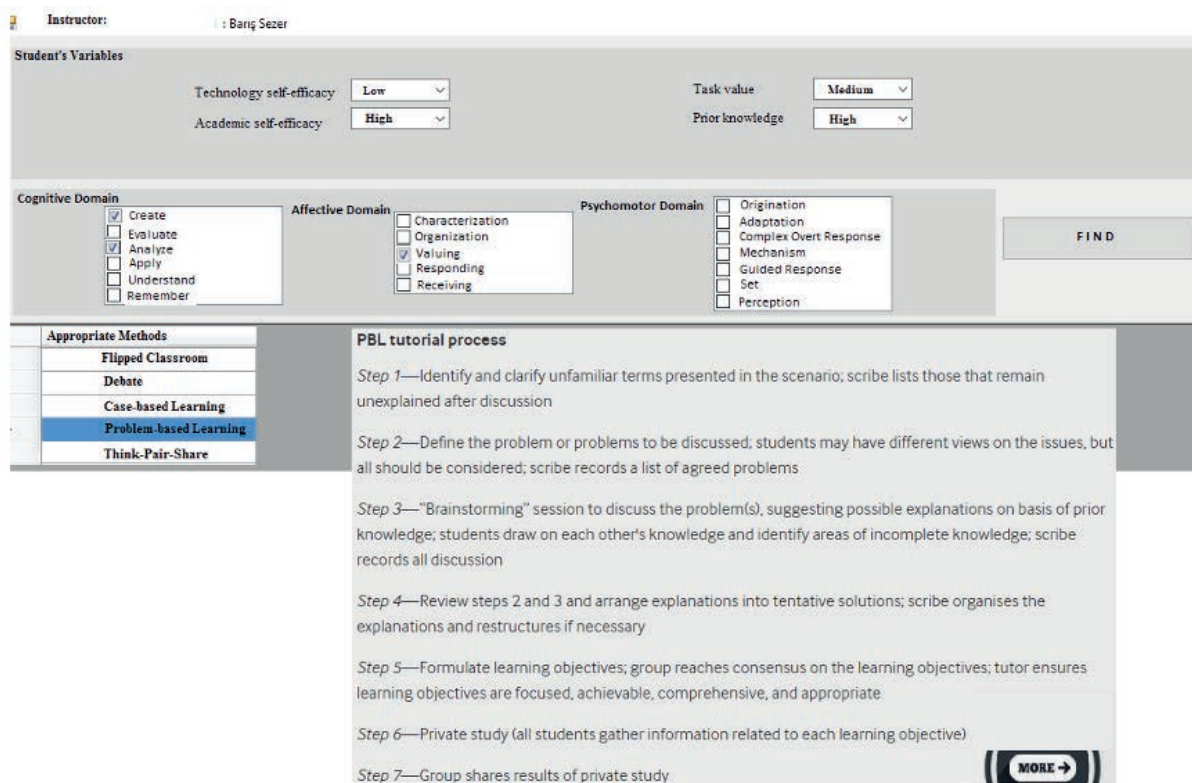 Instructor: : Barış Sezer
Student's Variables
Technology self-efficacy Low Task value Medium
Academic self-efficacy High Prior knowledge High
Cognitive Domain
Create
Evaluate
Analyze
Apply
Understand
Remember
Affective Domain
Characterization
Organization
Valuing
Responding
Receiving
Psychomotor Domain
Origination
Adaptation
Complex Overt Response
Mechanism
Guided Response
Set
Perception
FIND
Appropriate Methods
Flipped Classroom
Debate
Case-based Learning
Problem-based Learning
Think-Pair-Share
PBL tutorial process
Step 1—Identify and clarify unfamiliar terms presented in the scenario; scribe lists those that remain
unexplained after discussion
Step 2—Define the problem or problems to be discussed; students may have different views on the issues, but
all should be considered; scribe records a list of agreed problems
Step 3—"Brainstorming" session to discuss the problem(s), suggesting possible explanations on basis of prior
knowledge; students draw on each other's knowledge and identify areas of incomplete knowledge; scribe
records all discussion
Step 4—Review steps 2 and 3 and arrange explanations into tentative solutions; scribe organises the
explanations and restructures if necessary
Step 5—Formulate learning objectives; group reaches consensus on the learning objectives; tutor ensures
learning objectives are focused, achievable, comprehensive, and appropriate
Step 6—Private study (all students gather information related to each learning objective)
Step 7—Group shares results of private study
MORE →